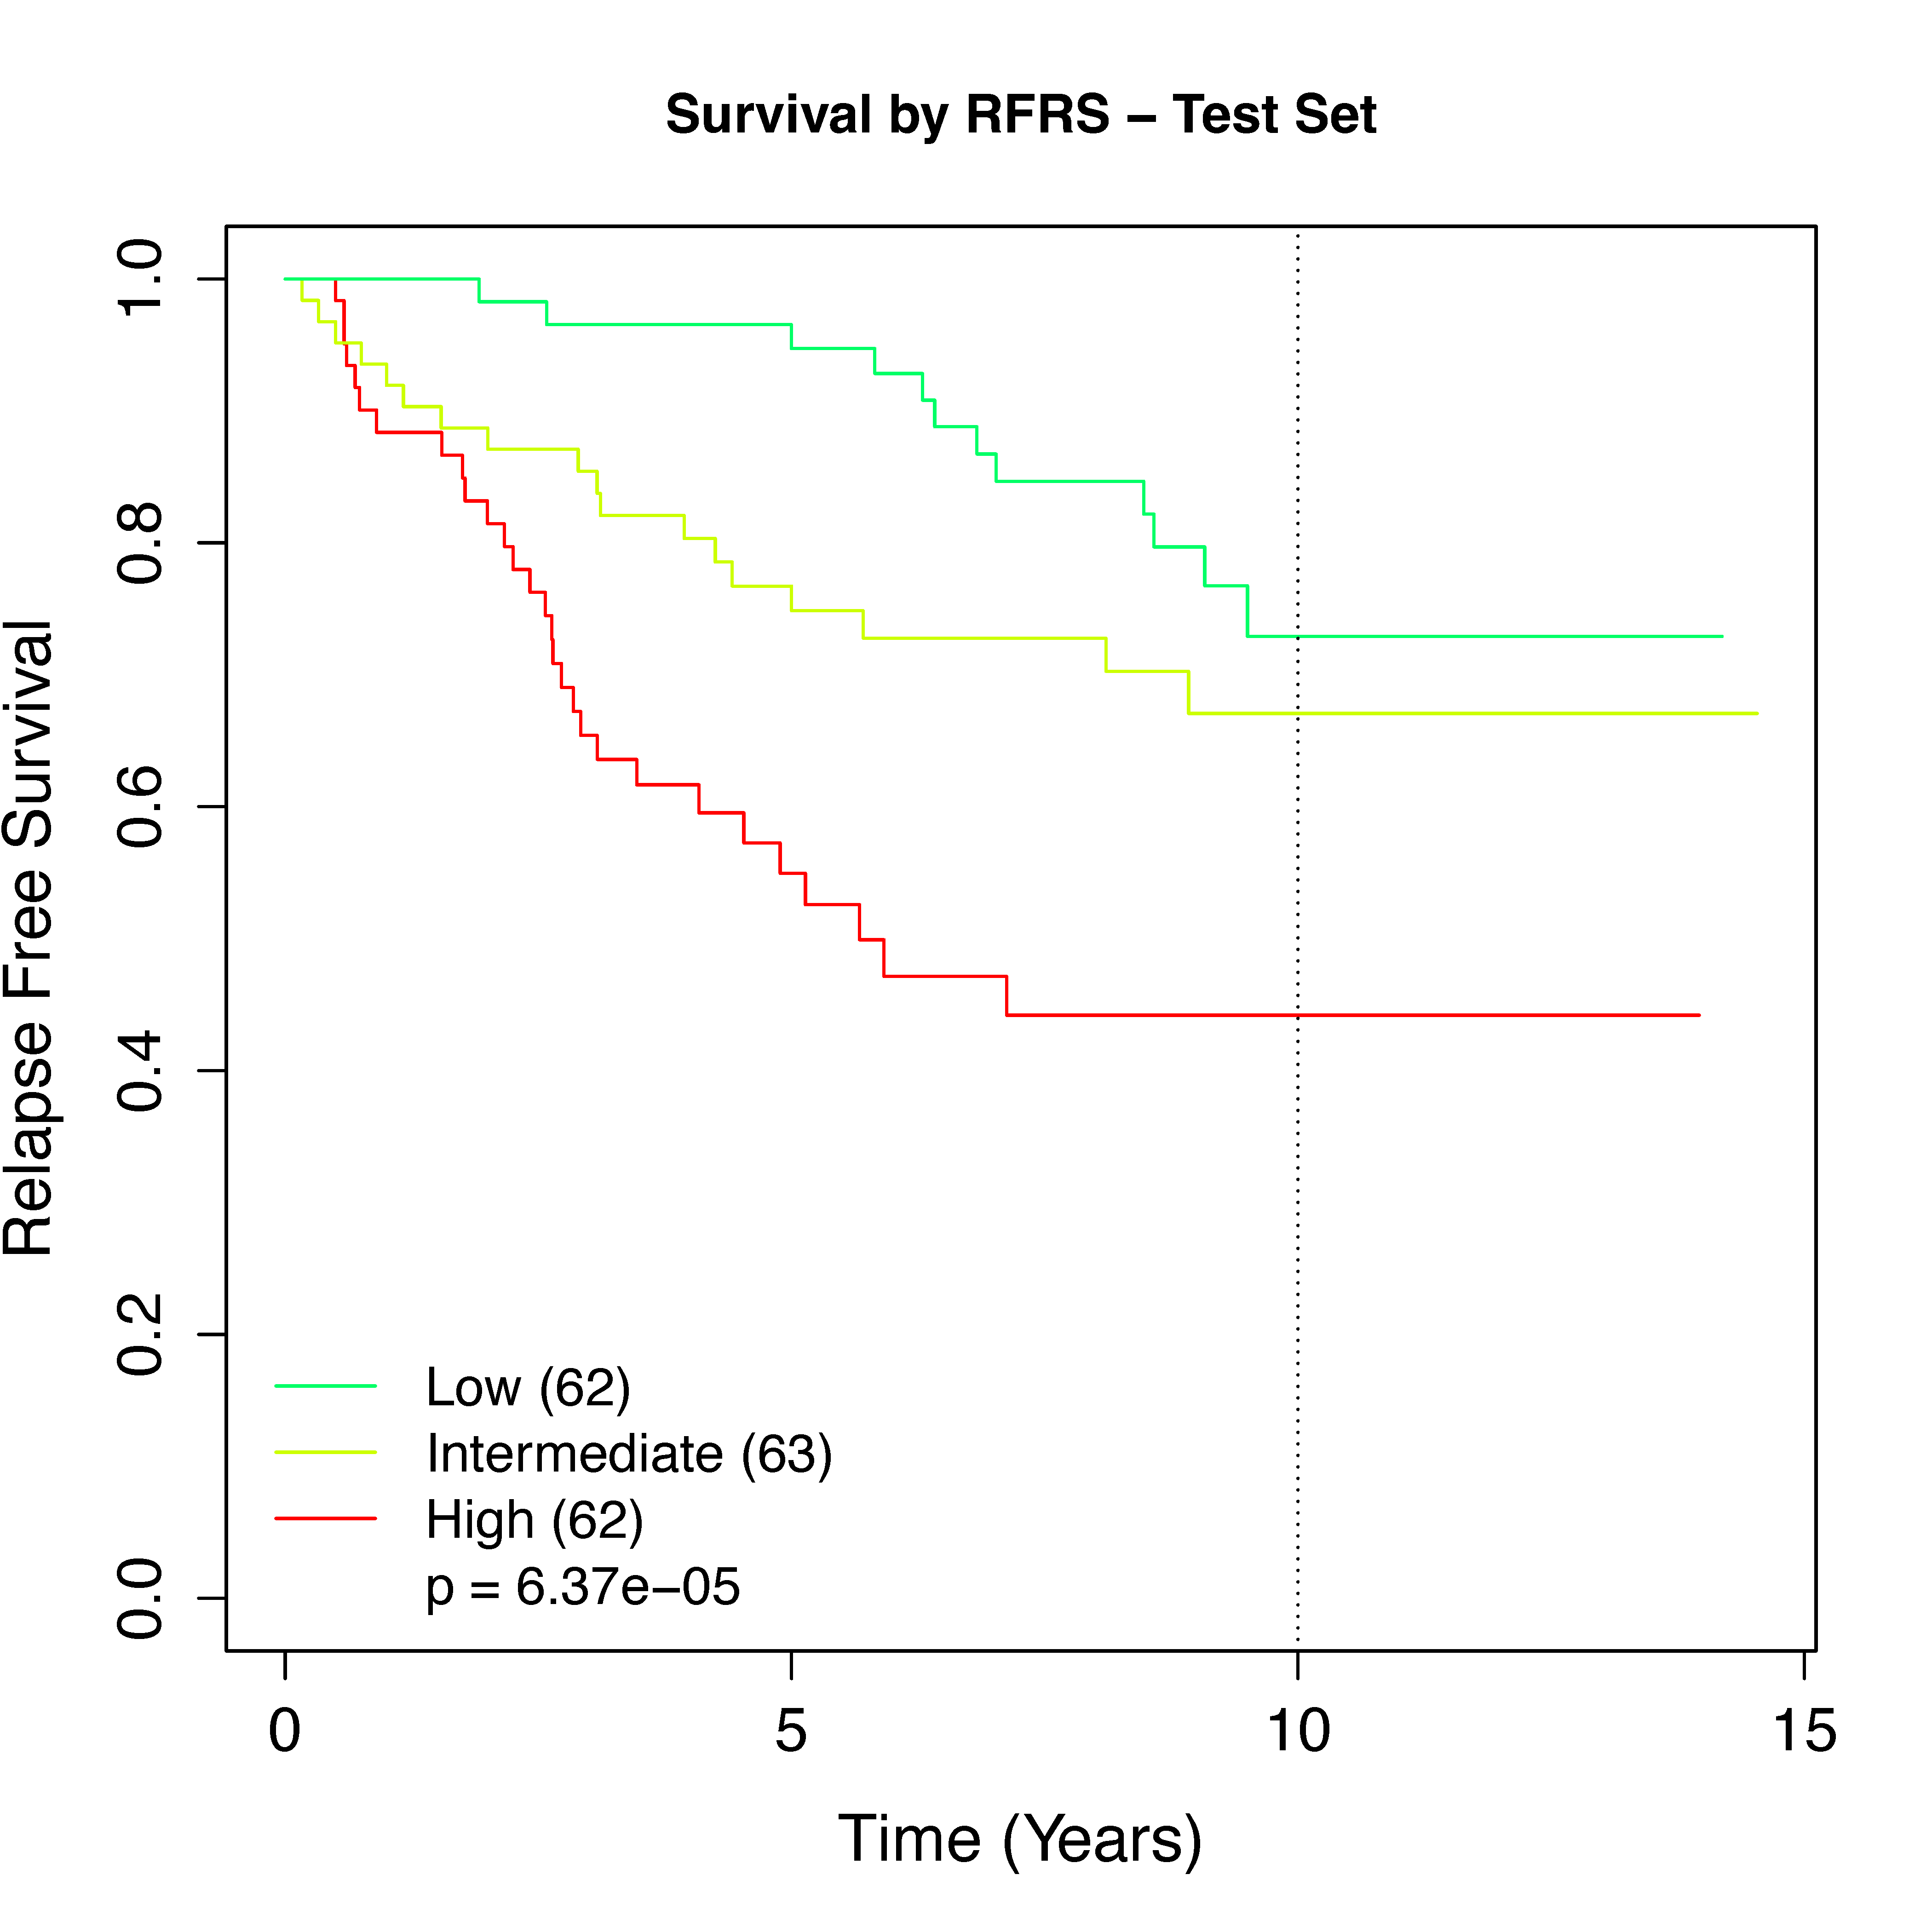 Survival by RFRS – Test Set
Relapse Free Survival
1.0
0.8
0.6
0.4
0.2
0.0
Low (62)
Intermediate (63)
High (62)
p = 6.37e−05
0 5 10 15
Time (Years)